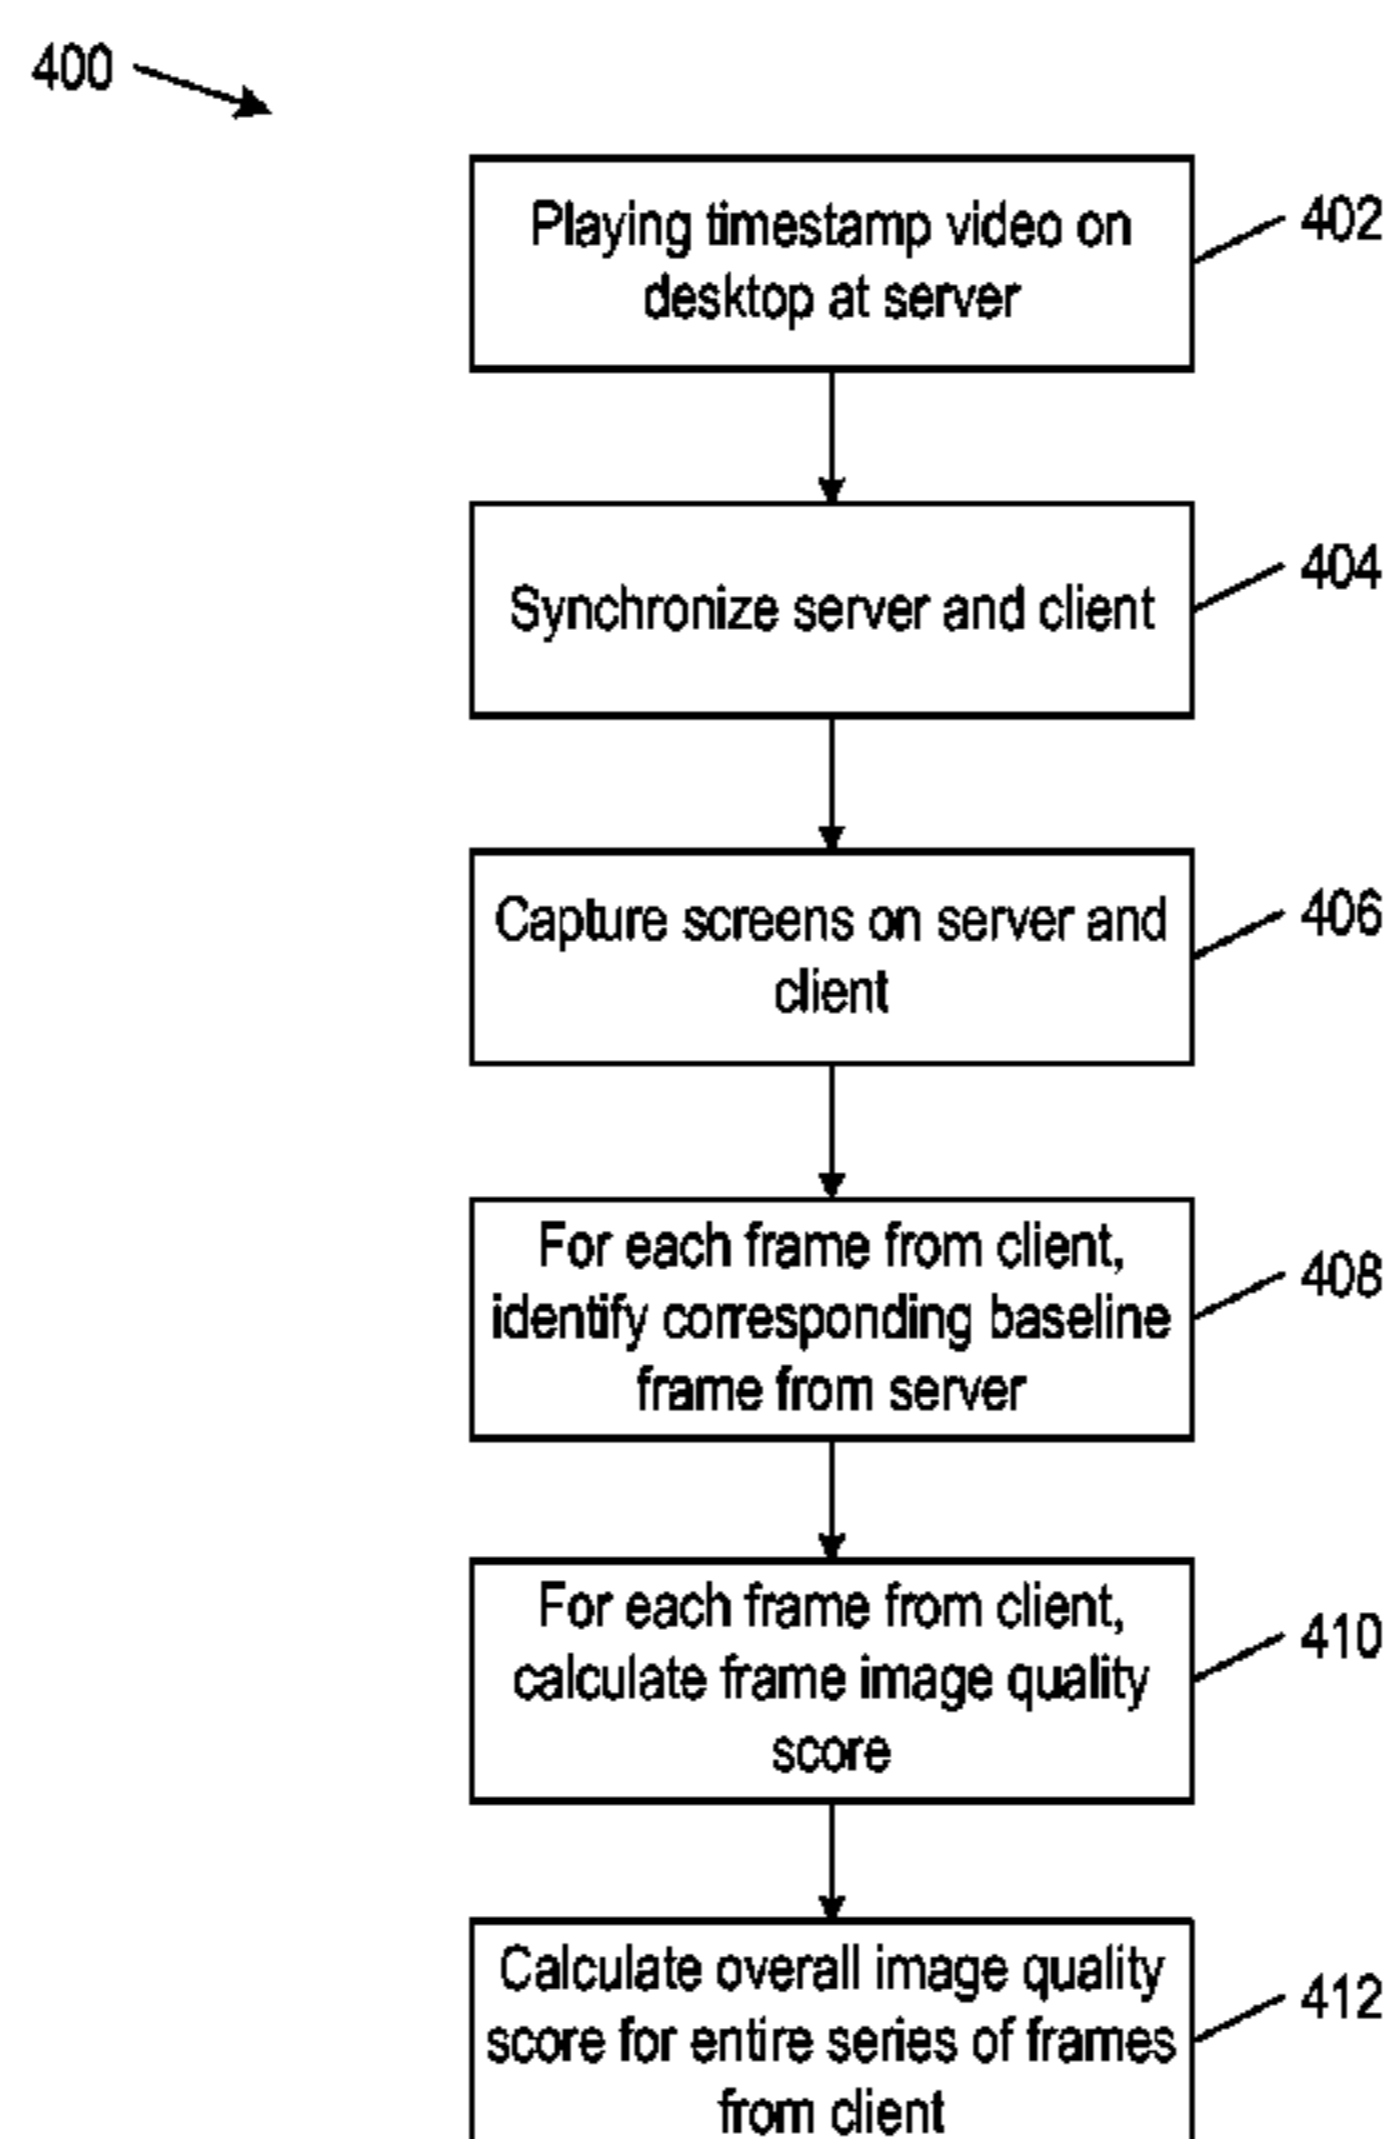 400
Playing timestamp video on
desktop at server
402
Synchronize server and client
404
Capture screens on server and
client
406
For each frame from client,
identify corresponding baseline
frame from server
408
For each frame from client,
calculate frame image quality
score
410
Calculate overall image quality
score for entire series of frames
from client
412